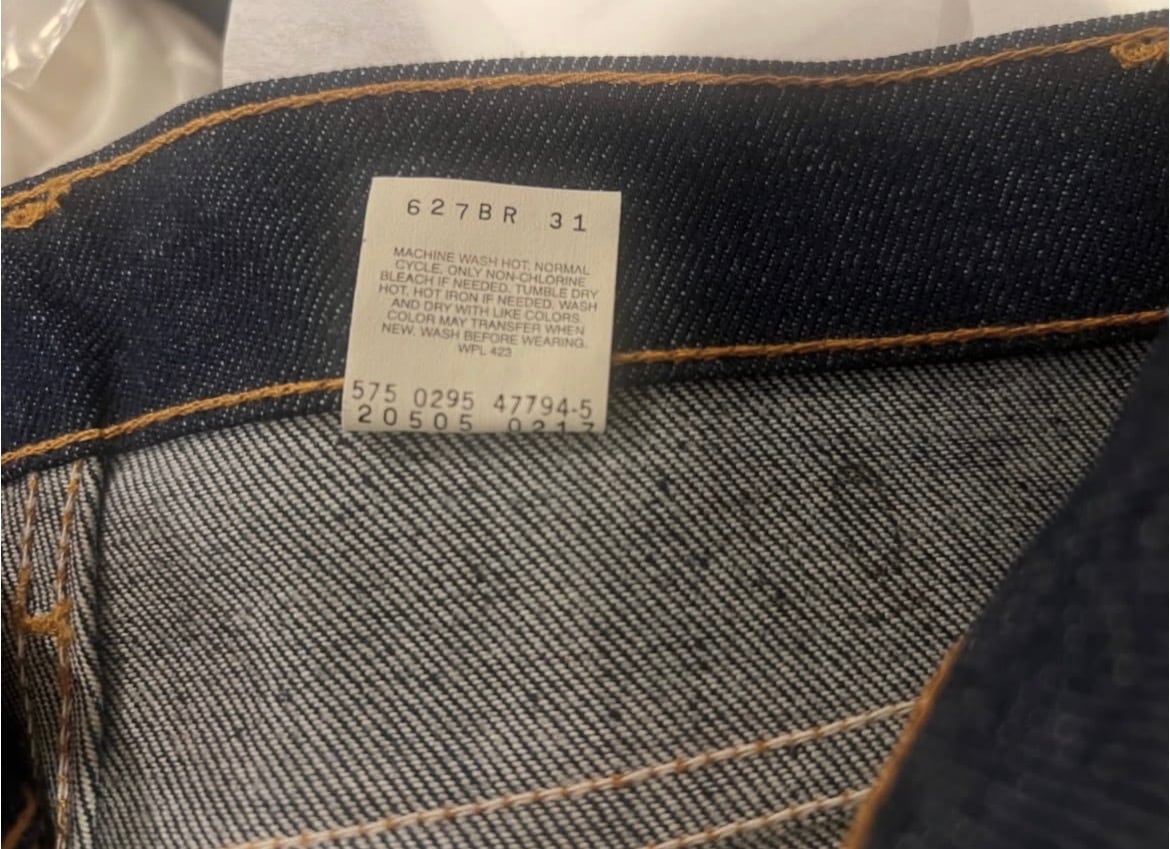 627BR 31
MACHINE WASH HOT, NORMAL
CYCLE, ONLY NON-CHLORINE
BLEACH IF NEEDED. TUMBLE DRY
HOT. HOT IRON IF NEEDED. WASH
AND DRY WITH LIKE COLORS.
COLOR MAY TRANSFER WHEN
NEW. WASH BEFORE WEARING.
WPL 423
575 0295 47794-5
20505 0217